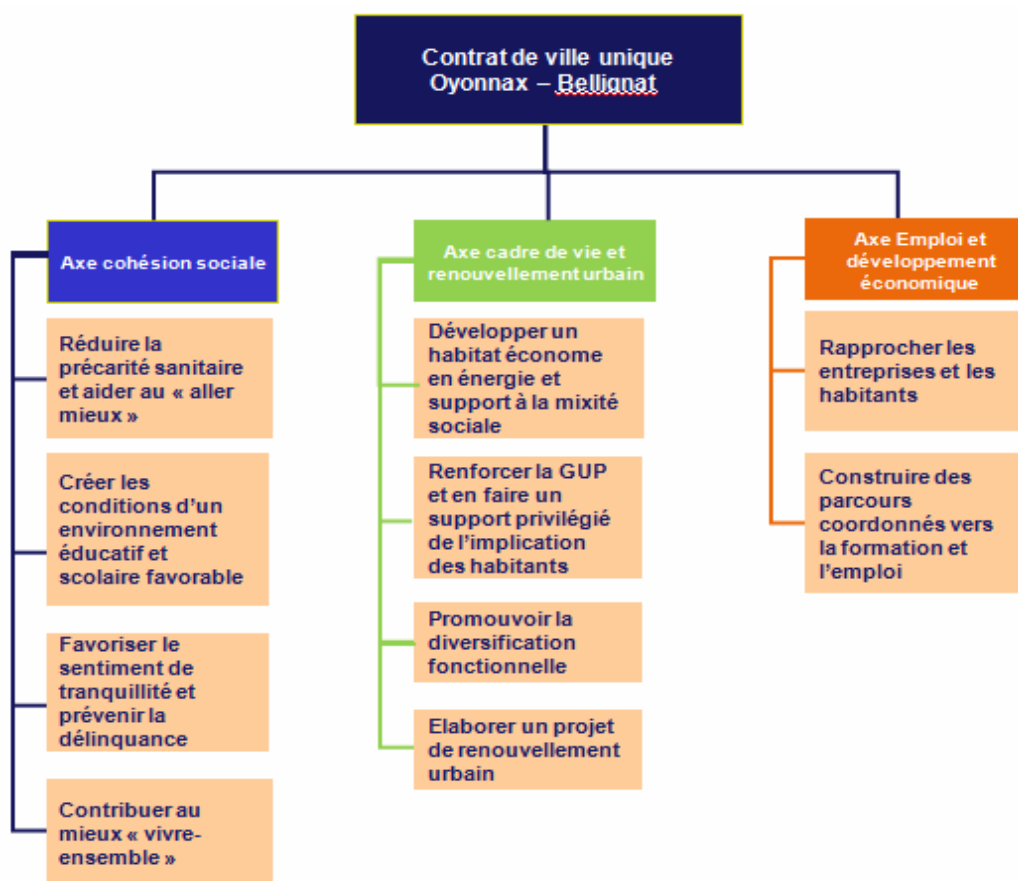 Contrat de ville unique
Oyonnax – Bellignat
Axe cohésion sociale
Réduire la
précarité sanitaire
et aider au « aller
mieux »
Créer les
conditions d'un
environnement
éducatif et
scolaire favorable
Favoriser le
sentiment de
tranquillité et
prévenir la
délinquance
Contribuer au
mieux « vivre-
ensemble »
Axe cadre de vie et
renouvellement urbain
Développer un
habitat économe
en énergie et
support à la mixité
sociale
Renforcer la GUP
et en faire un
support privilégié
de l'implication
des habitants
Promouvoir la
diversification
fonctionnelle
Elaborer un projet
de renouvellement
urbain
Axe Emploi et
développement
économique
Rapprocher les
entreprises et les
habitants
Construire des
parcours
coordonnés vers
la formation et
l'emploi